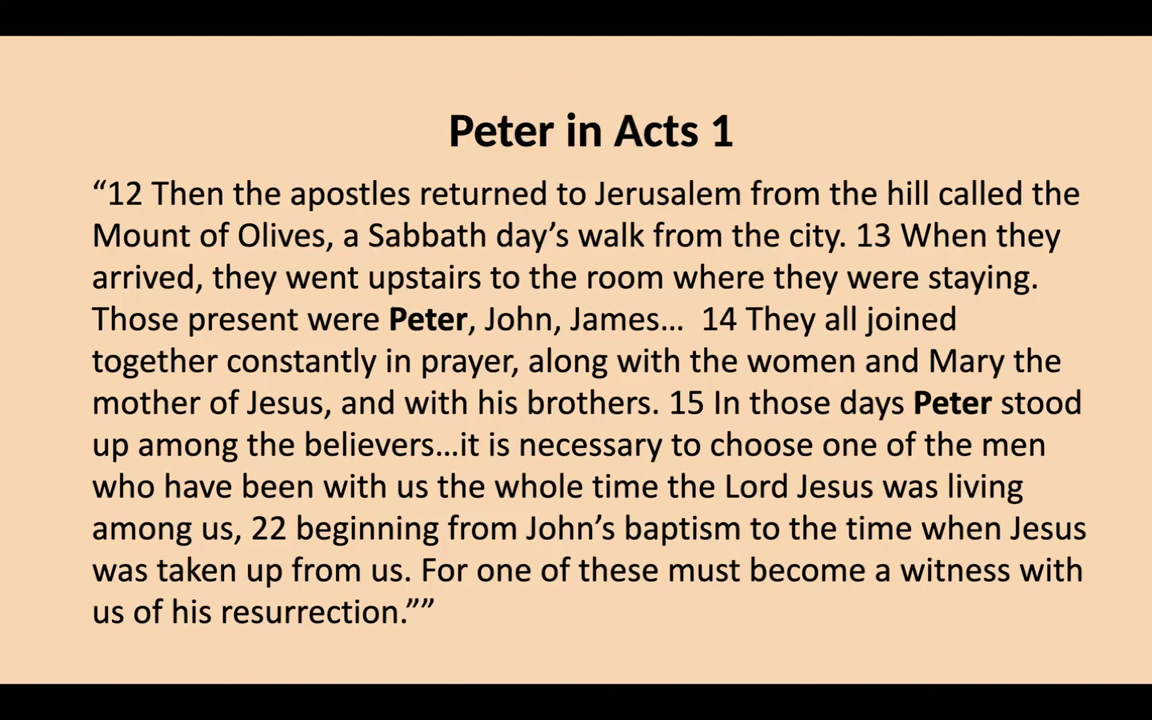 Peter in Acts 1
“12 Then the apostles returned to Jerusalem from the hill called the
Mount of Olives, a Sabbath day’s walk from the city. 13 When they
arrived, they went upstairs to the room where they were staying.
Those present were Peter, John, James…  14 They all joined
together constantly in prayer, along with the women and Mary the
mother of Jesus, and with his brothers. 15 In those days Peter stood
up among the believers…it is necessary to choose one of the men
who have been with us the whole time the Lord Jesus was living
among us, 22 beginning from John’s baptism to the time when Jesus
was taken up from us. For one of these must become a witness with
us of his resurrection.””